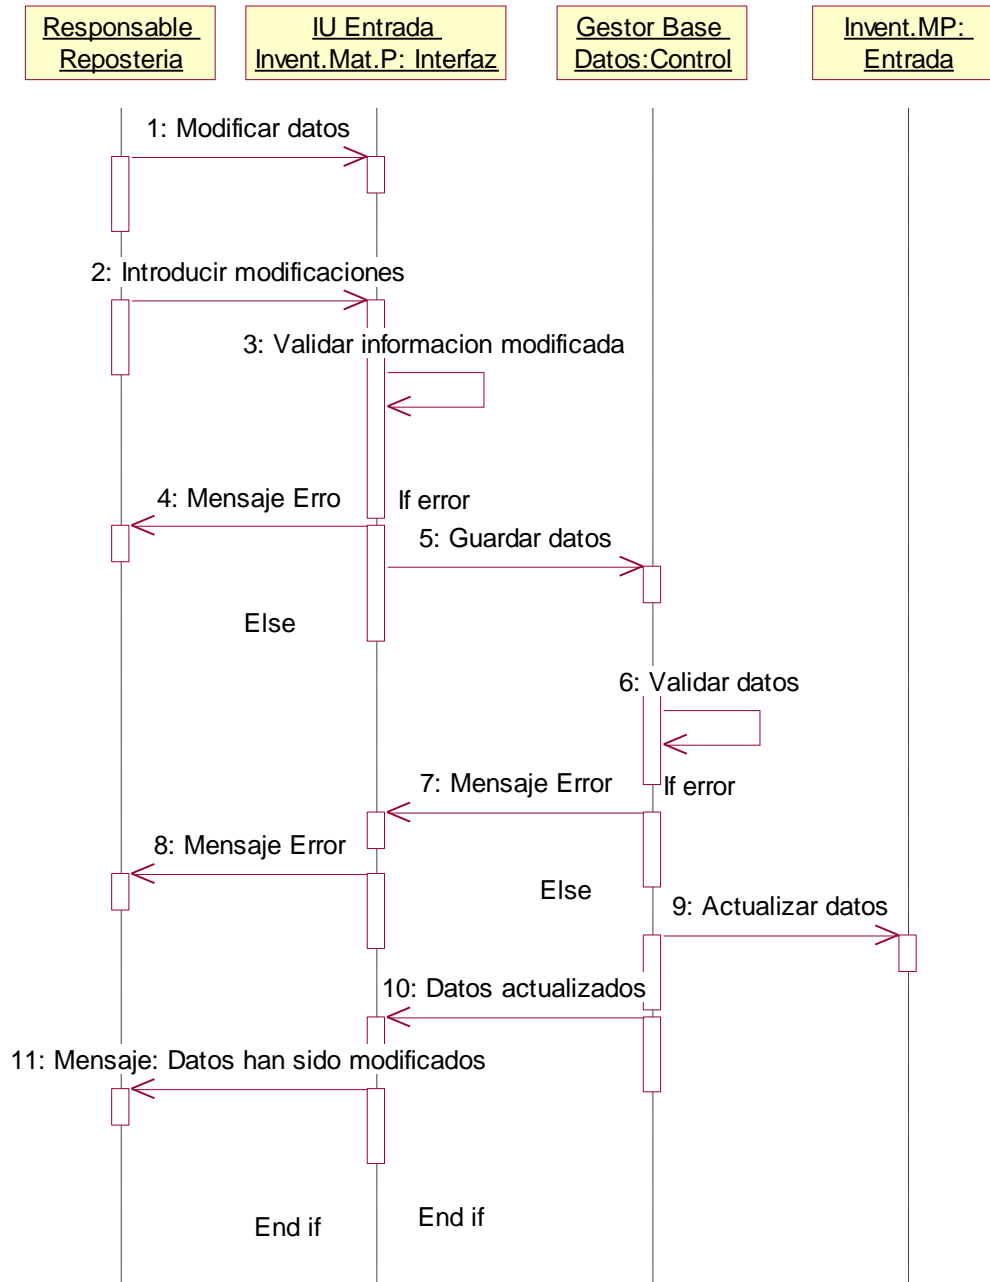 Responsable
Reposteria
IU Entrada
Invent.Mat.P: Interfaz
Gestor Base
Datos:Control
Invent.MP:
Entrada
1: Modificar datos
2: Introducir modificaciones
3: Validar informacion modificada
4: Mensaje Erro
If error
5: Guardar datos
Else
6: Validar datos
7: Mensaje Error
If error
8: Mensaje Error
Else
9: Actualizar datos
10: Datos actualizados
11: Mensaje: Datos han sido modificados
End if
End if